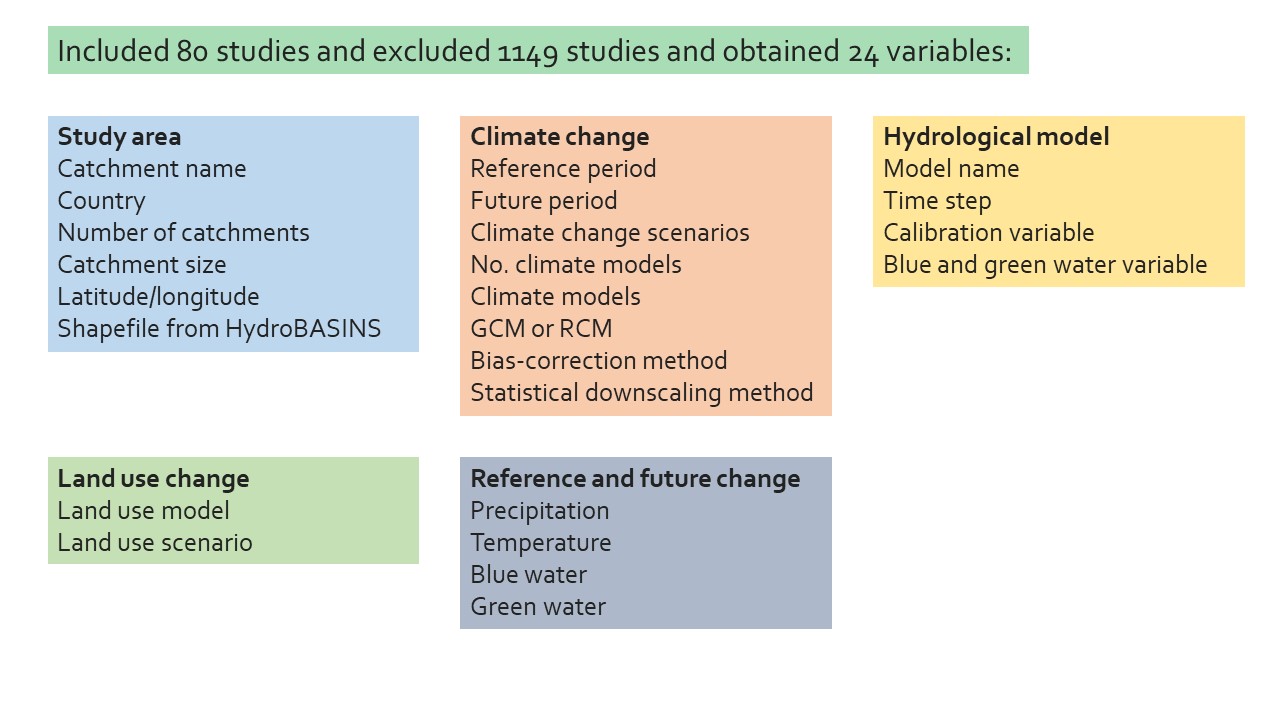 Included 80 studies and excluded 1149 studies and obtained 24 variables:
Study area
Catchment name
Country
Number of catchments
Catchment size
Latitude/longitude
Shapefile from HydroBASINS
Climate change
Reference period
Future period
Climate change scenarios
No. climate models
Climate models
GCM or RCM
Bias-correction method
Statistical downscaling method
Hydrological model
Model name
Time step
Calibration variable
Blue and green water variable
Land use change
Land use model
Land use scenario
Reference and future change
Precipitation
Temperature
Blue water
Green water